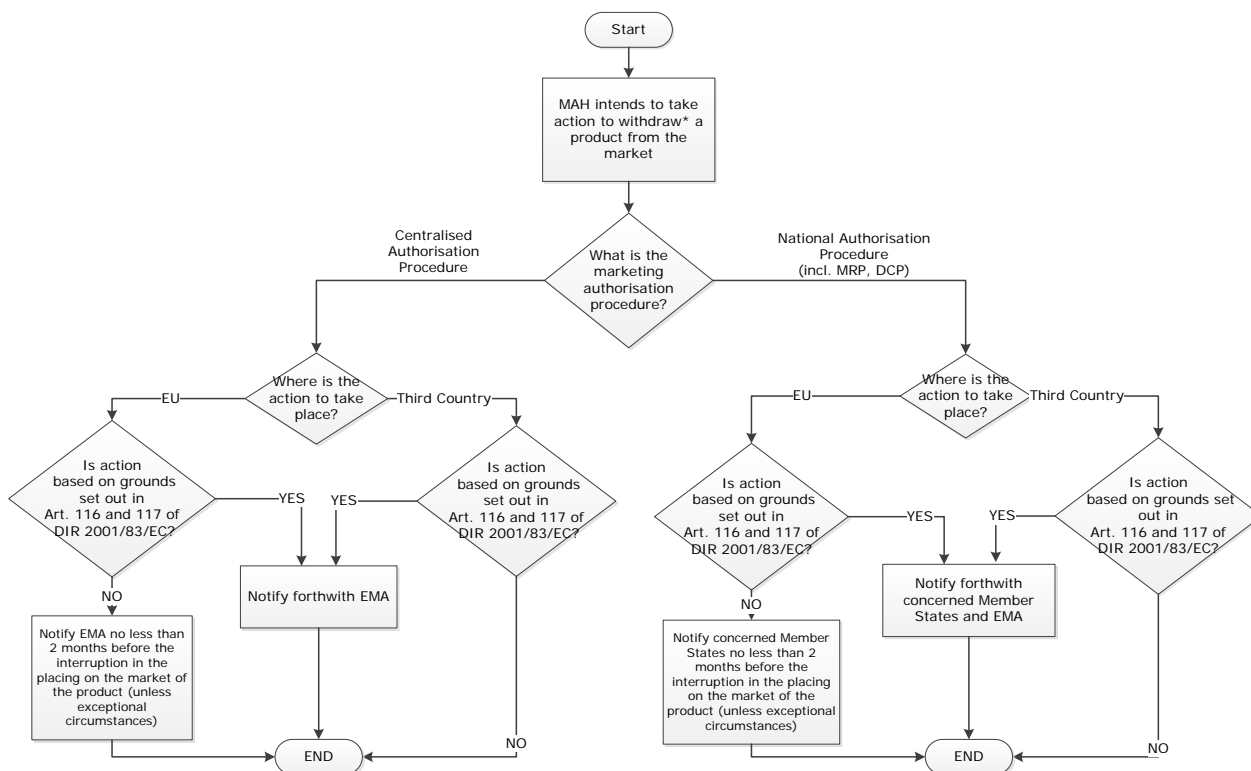 Start
MAH intends to take
action to withdraw* a
product from the
market
What is the
marketing
authorisation
procedure?
Centralised
Authorisation
Procedure
National Authorisation
Procedure
(incl. MRP, DCP)
Where is the
action to take
place?
EU
Third Country
Where is the
action to take
place?
EU
Third Country
Is action
based on grounds
set out in
Art. 116 and 117 of
DIR 2001/83/EC?
YES
Is action
based on grounds
set out in
Art. 116 and 117 of
DIR 2001/83/EC?
YES
Is action
based on grounds
set out in
Art. 116 and 117 of
DIR 2001/83/EC?
YES
Is action
based on grounds set
out in
Art. 116 and 117 of
DIR 2001/83/EC?
YES
NO
Notify EMA no less than
2 months before the
interruption in the
placing on the market of
the product (unless
exceptional
circumstances)
Notify forthwith EMA
NO
END
NO
Notify concerned Member
States no less than 2
months before the
interruption in the placing
on the market of the
product (unless exceptional
circumstances)
Notify forthwith
concerned Member
States and EMA
NO
END